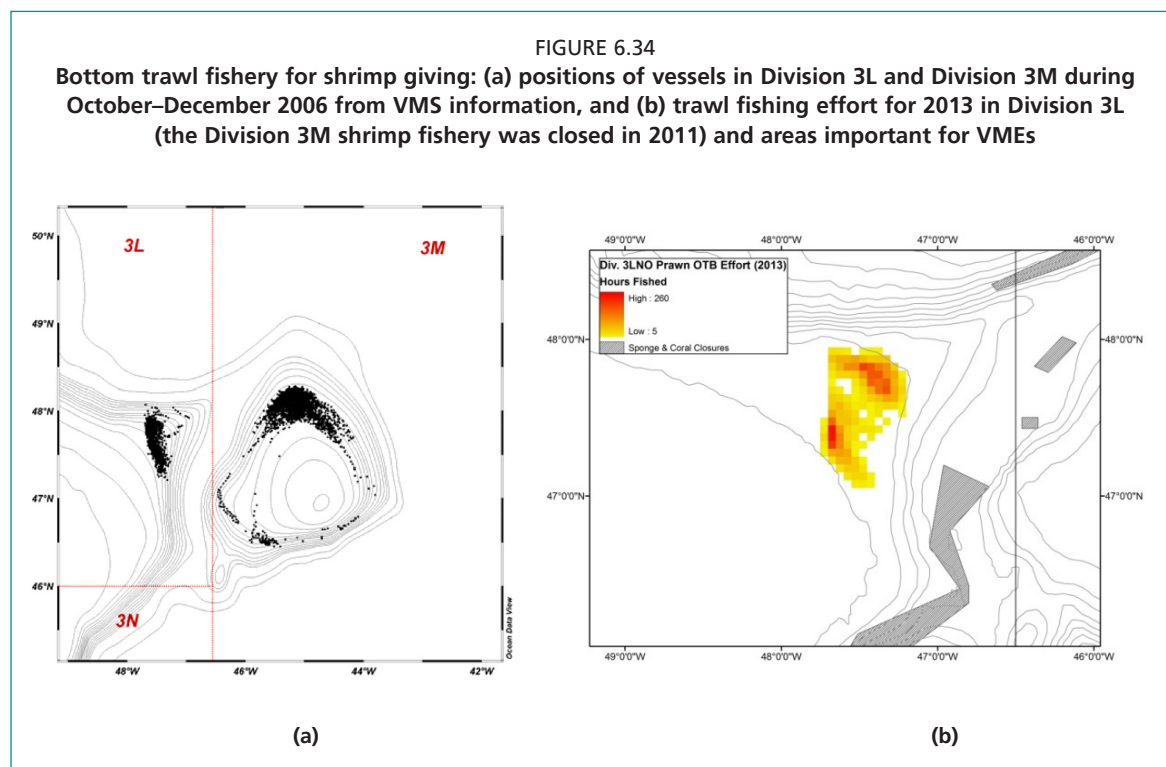 FIGURE 6.34
Bottom trawl fishery for shrimp giving: (a) positions of vessels in Division 3L and Division 3M during
October–December 2006 from VMS information, and (b) trawl fishing effort for 2013 in Division 3L
(the Division 3M shrimp fishery was closed in 2011) and areas important for VMEs
50°N
49°N
48°N
47°N
46°N
3L
3M
3N
48°W
46°W
44°W
42°W
Ocean Data View
(a)
49°0'0"W
48°0'0"W
47°0'0"W
46°0'0"W
Div. 3LNO Prawn OTB Effort (2013)
Hours Fished
High : 260
Low : 5
Sponge & Coral Closures
48°0'0"N
48°0'0"N
47°0'0"N
47°0'0"N
49°0'0"W
48°0'0"W
47°0'0"W
46°0'0"W
(b)